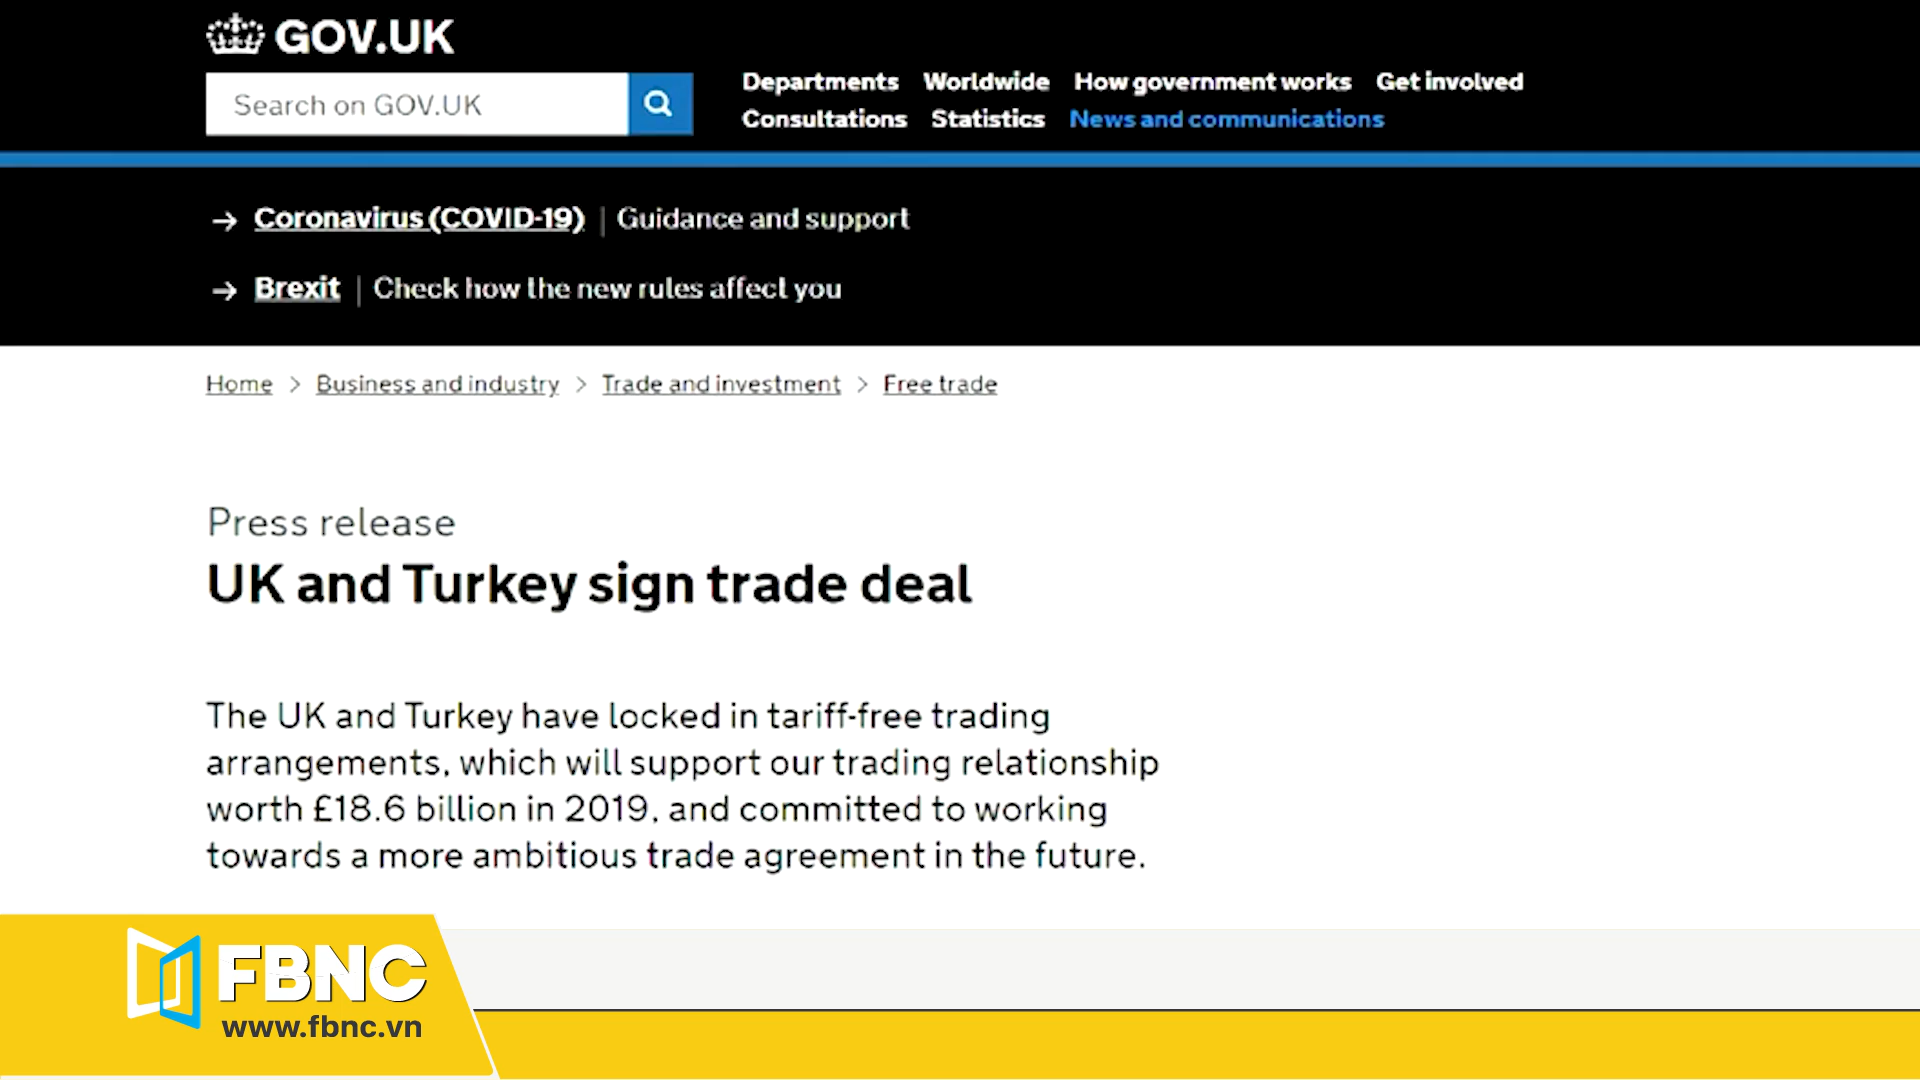 GOV.UK
Search on GOV.UK
Departments Worldwide How government works Get involved
Consultations Statistics News and communications
→ Coronavirus (COVID-19) | Guidance and support
→ Brexit | Check how the new rules affect you
Home > Business and industry > Trade and investment > Free trade
Press release
UK and Turkey sign trade deal
The UK and Turkey have locked in tariff-free trading
arrangements, which will support our trading relationship
worth £18.6 billion in 2019, and committed to working
towards a more ambitious trade agreement in the future.
FBNC
www.fbnc.vn